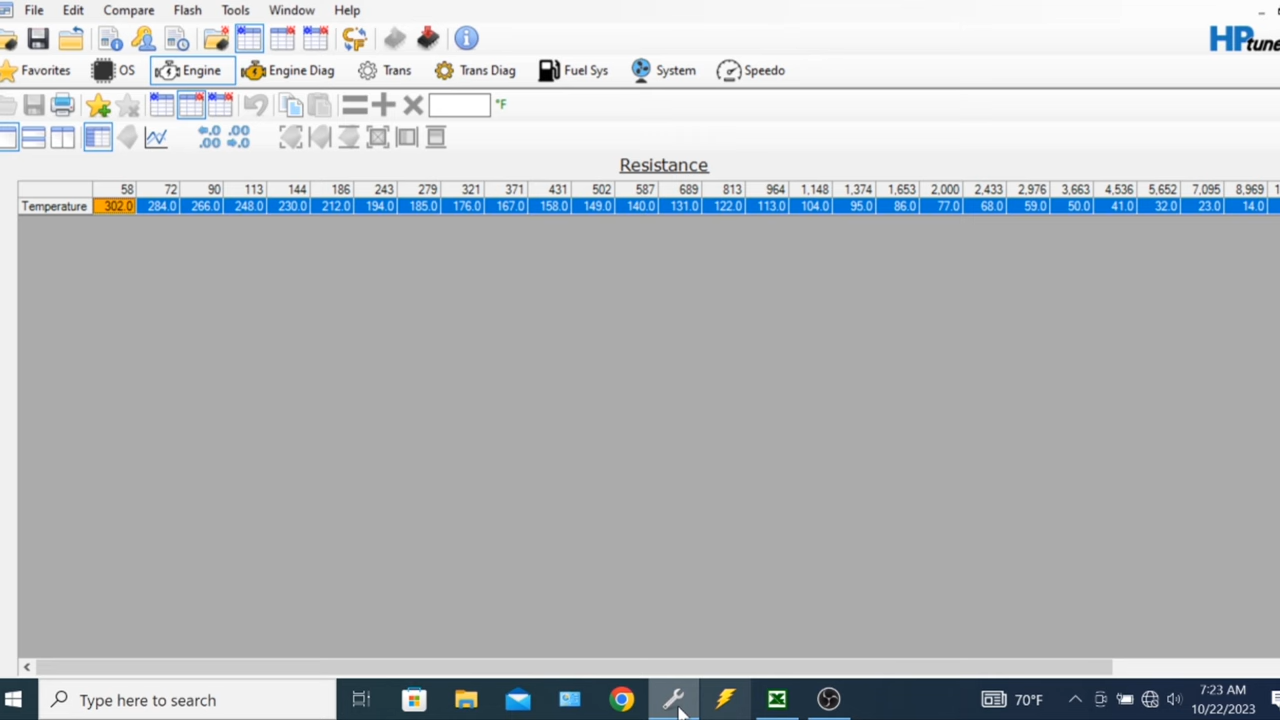 File Edit Compare Flash Tools Window Help
HPtune
Favorites OS Engine Engine Diag Trans Trans Diag Fuel Sys System Speedo
°F
←.0 .00 .00 →.0
Resistance
58 72 90 113 144 186 243 279 321 371 431 502 587 689 813 964 1,148 1,374 1,653 2,000 2,433 2,976 3,663 4,536 5,652 7,095 8,969 1
Temperature 302.0 284.0 266.0 248.0 230.0 212.0 194.0 185.0 176.0 167.0 158.0 149.0 140.0 131.0 122.0 113.0 104.0 95.0 86.0 77.0 68.0 59.0 50.0 41.0 32.0 23.0 14.0
Type here to search
70°F
7:23 AM
10/22/2023